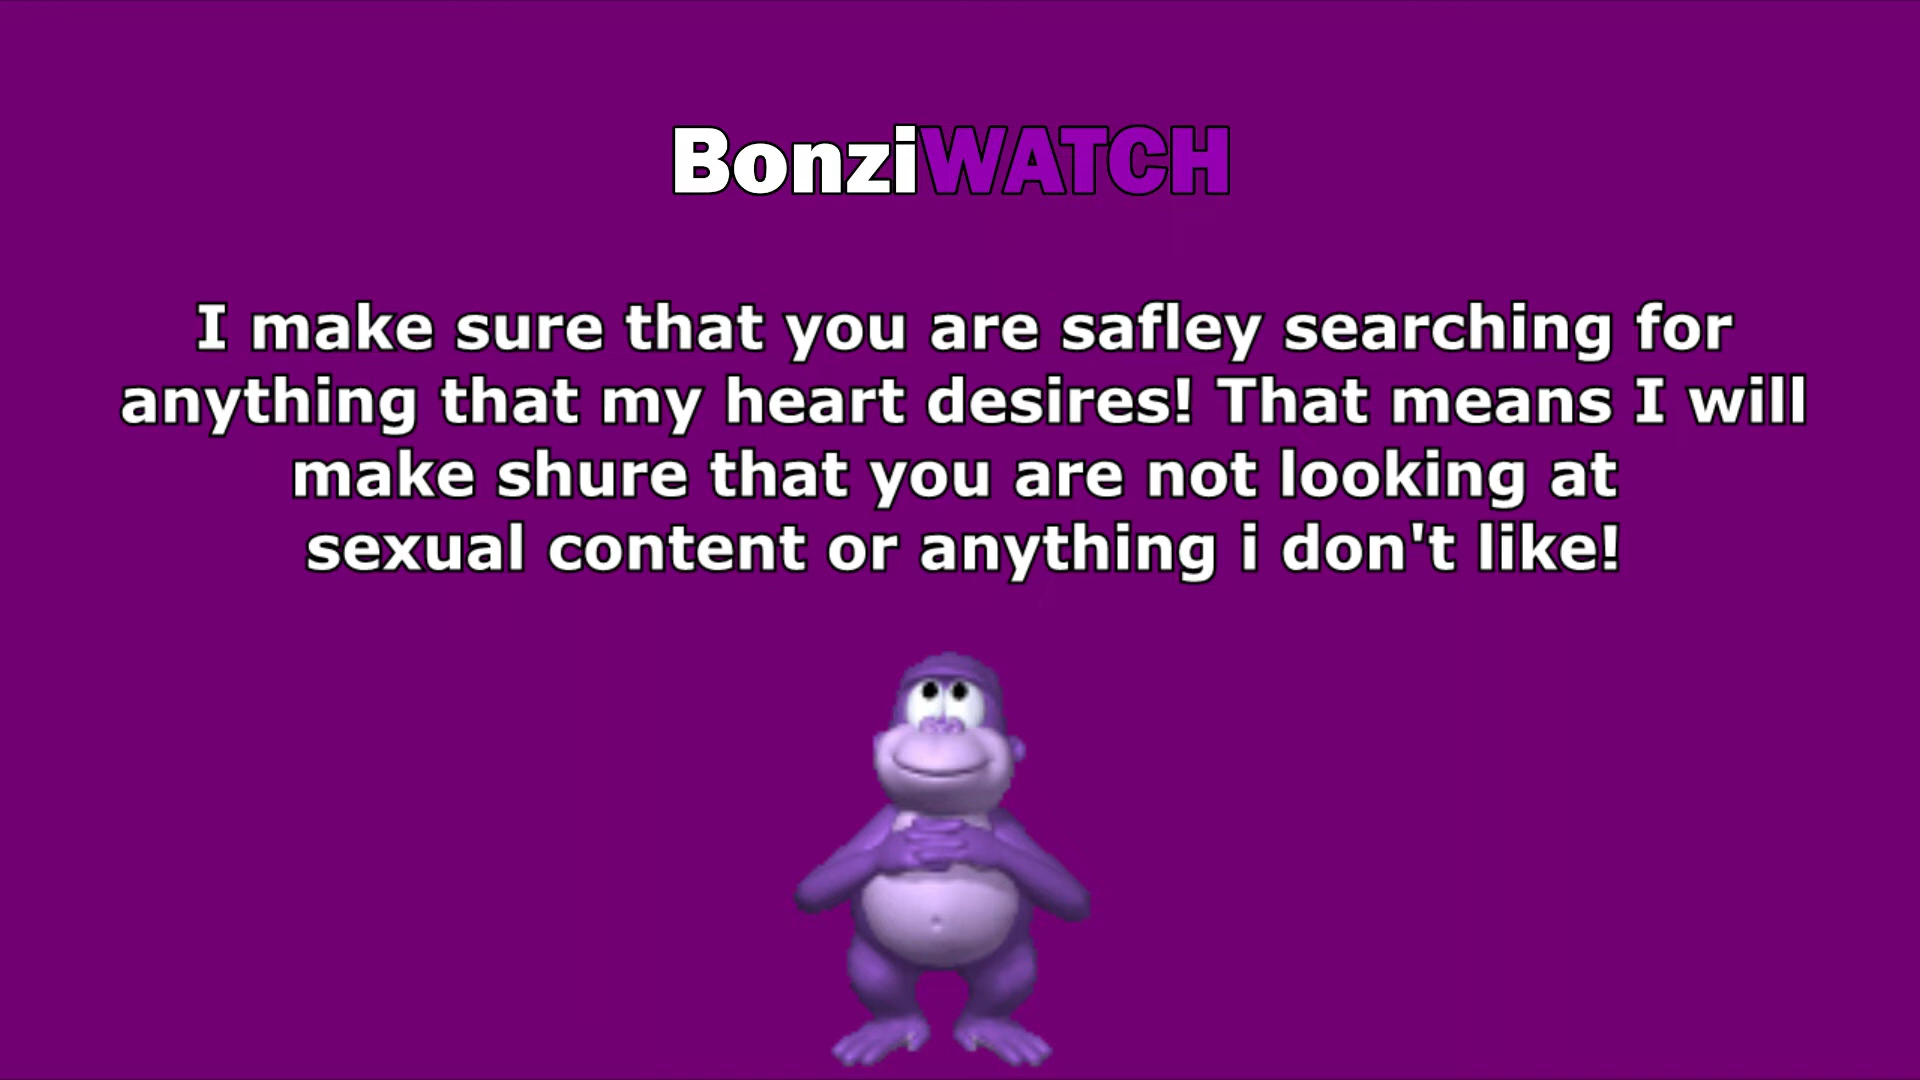 BonziWATCH
I make sure that you are safley searching for
anything that my heart desires! That means I will
make shure that you are not looking at
sexual content or anything i don't like!